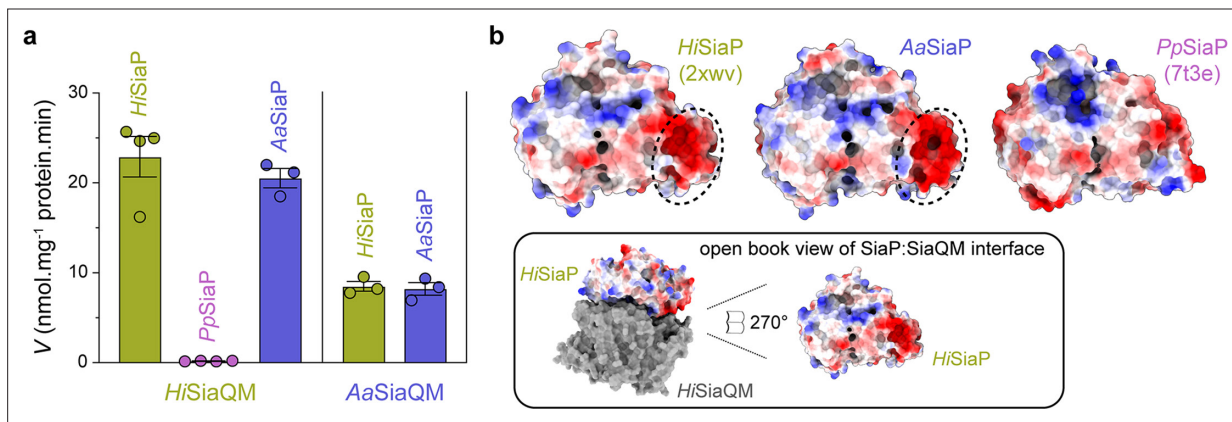 a
V (nmol.mg⁻¹ protein.min)
30
20
10
0
HiSiaP
PpSiaP
AaSiaP
HiSiaP
AaSiaP
HiSiaQM
AaSiaQM
b
HiSiaP
(2xwv)
AaSiaP
PpSiaP
(7t3e)
open book view of SiaP:SiaQM interface
HiSiaP
270°
HiSiaQM
HiSiaP